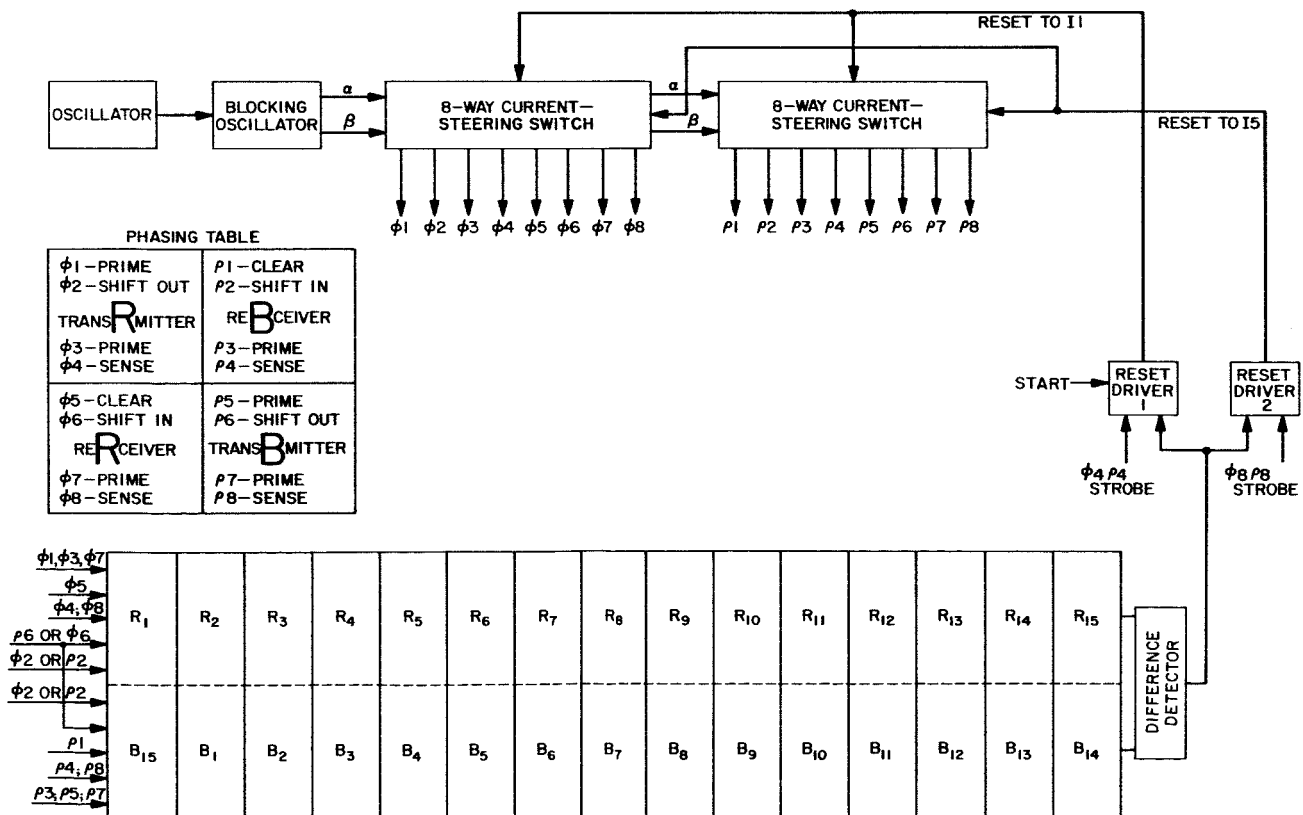 RESET TO I1
α α
OSCILLATOR
BLOCKING
OSCILLATOR
8-WAY CURRENT-
STEERING SWITCH
8-WAY CURRENT-
STEERING SWITCH
β β
RESET TO I5
ϕ1 ϕ2 ϕ3 ϕ4 ϕ5 ϕ6 ϕ7 ϕ8
ρ1 ρ2 ρ3 ρ4 ρ5 ρ6 ρ7 ρ8
PHASING TABLE
ϕ1-PRIME
ϕ2-SHIFT OUT
TRANSRMITTER
ϕ3-PRIME
ϕ4-SENSE
ρ1-CLEAR
ρ2-SHIFT IN
REBCEIVER
ρ3-PRIME
ρ4-SENSE
ϕ5-CLEAR
ϕ6-SHIFT IN
RERCEIVER
ϕ7-PRIME
ϕ8-SENSE
ρ5-PRIME
ρ6-SHIFT OUT
TRANSBMITTER
ρ7-PRIME
ρ8-SENSE
START
RESET
DRIVER
1
RESET
DRIVER
2
ϕ4 ρ4
STROBE
ϕ8 ρ8
STROBE
ϕ1,ϕ3,ϕ7
ϕ5
ϕ4;ϕ8
ρ6 OR ϕ6
ϕ2 OR ρ2
ϕ2 OR ρ2
ρ1
ρ4;ρ8
ρ3;ρ5;ρ7
R1 R2 R3 R4 R5 R6 R7 R8 R9 R10 R11 R12 R13 R14 R15
B15 B1 B2 B3 B4 B5 B6 B7 B8 B9 B10 B11 B12 B13 B14
DIFFERENCE
DETECTOR